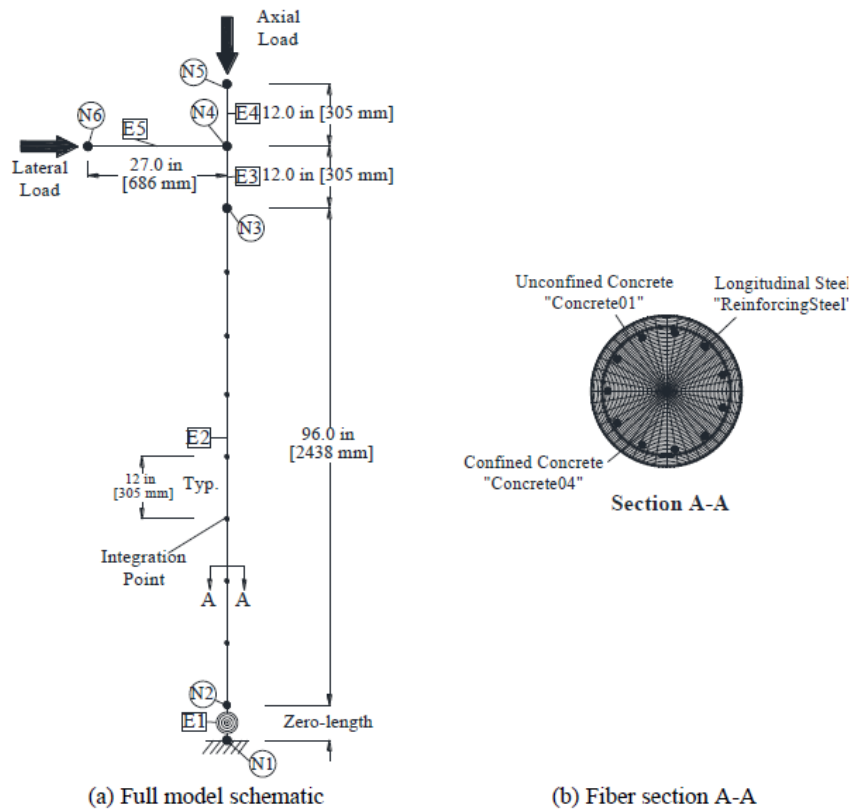 Axial
Load
N5
N4
E4
12.0 in [305 mm]
N6
E5
Lateral
Load
27.0 in
[686 mm]
E3
12.0 in [305 mm]
N3
Unconfined Concrete
"Concrete01"
Longitudinal Steel
"ReinforcingSteel"
E2
96.0 in
[2438 mm]
12 in
[305 mm]
Typ.
Confined Concrete
"Concrete04"
Section A-A
Integration
Point
A
A
N2
E1
Zero-length
N1
(a) Full model schematic
(b) Fiber section A-A